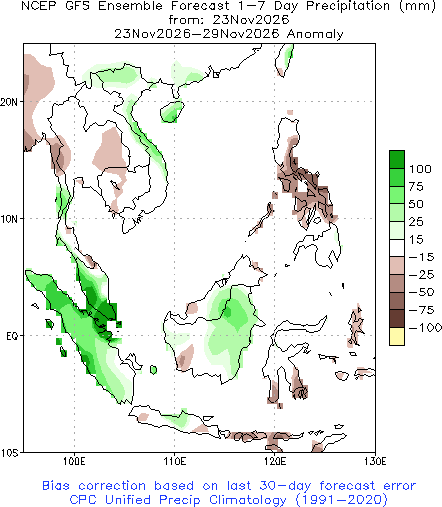 NCEP GFS Ensemble Forecast 1-7 Day Precipitation (mm)
from: 23Nov2026
23Nov2026-29Nov2026 Anomaly
20N
10N
EQ
10S
100E
110E
120E
130E
100
75
50
25
15
-15
-25
-50
-75
-100
Bias correction based on last 30-day forecast error
CPC Unified Precip Climatology (1991-2020)